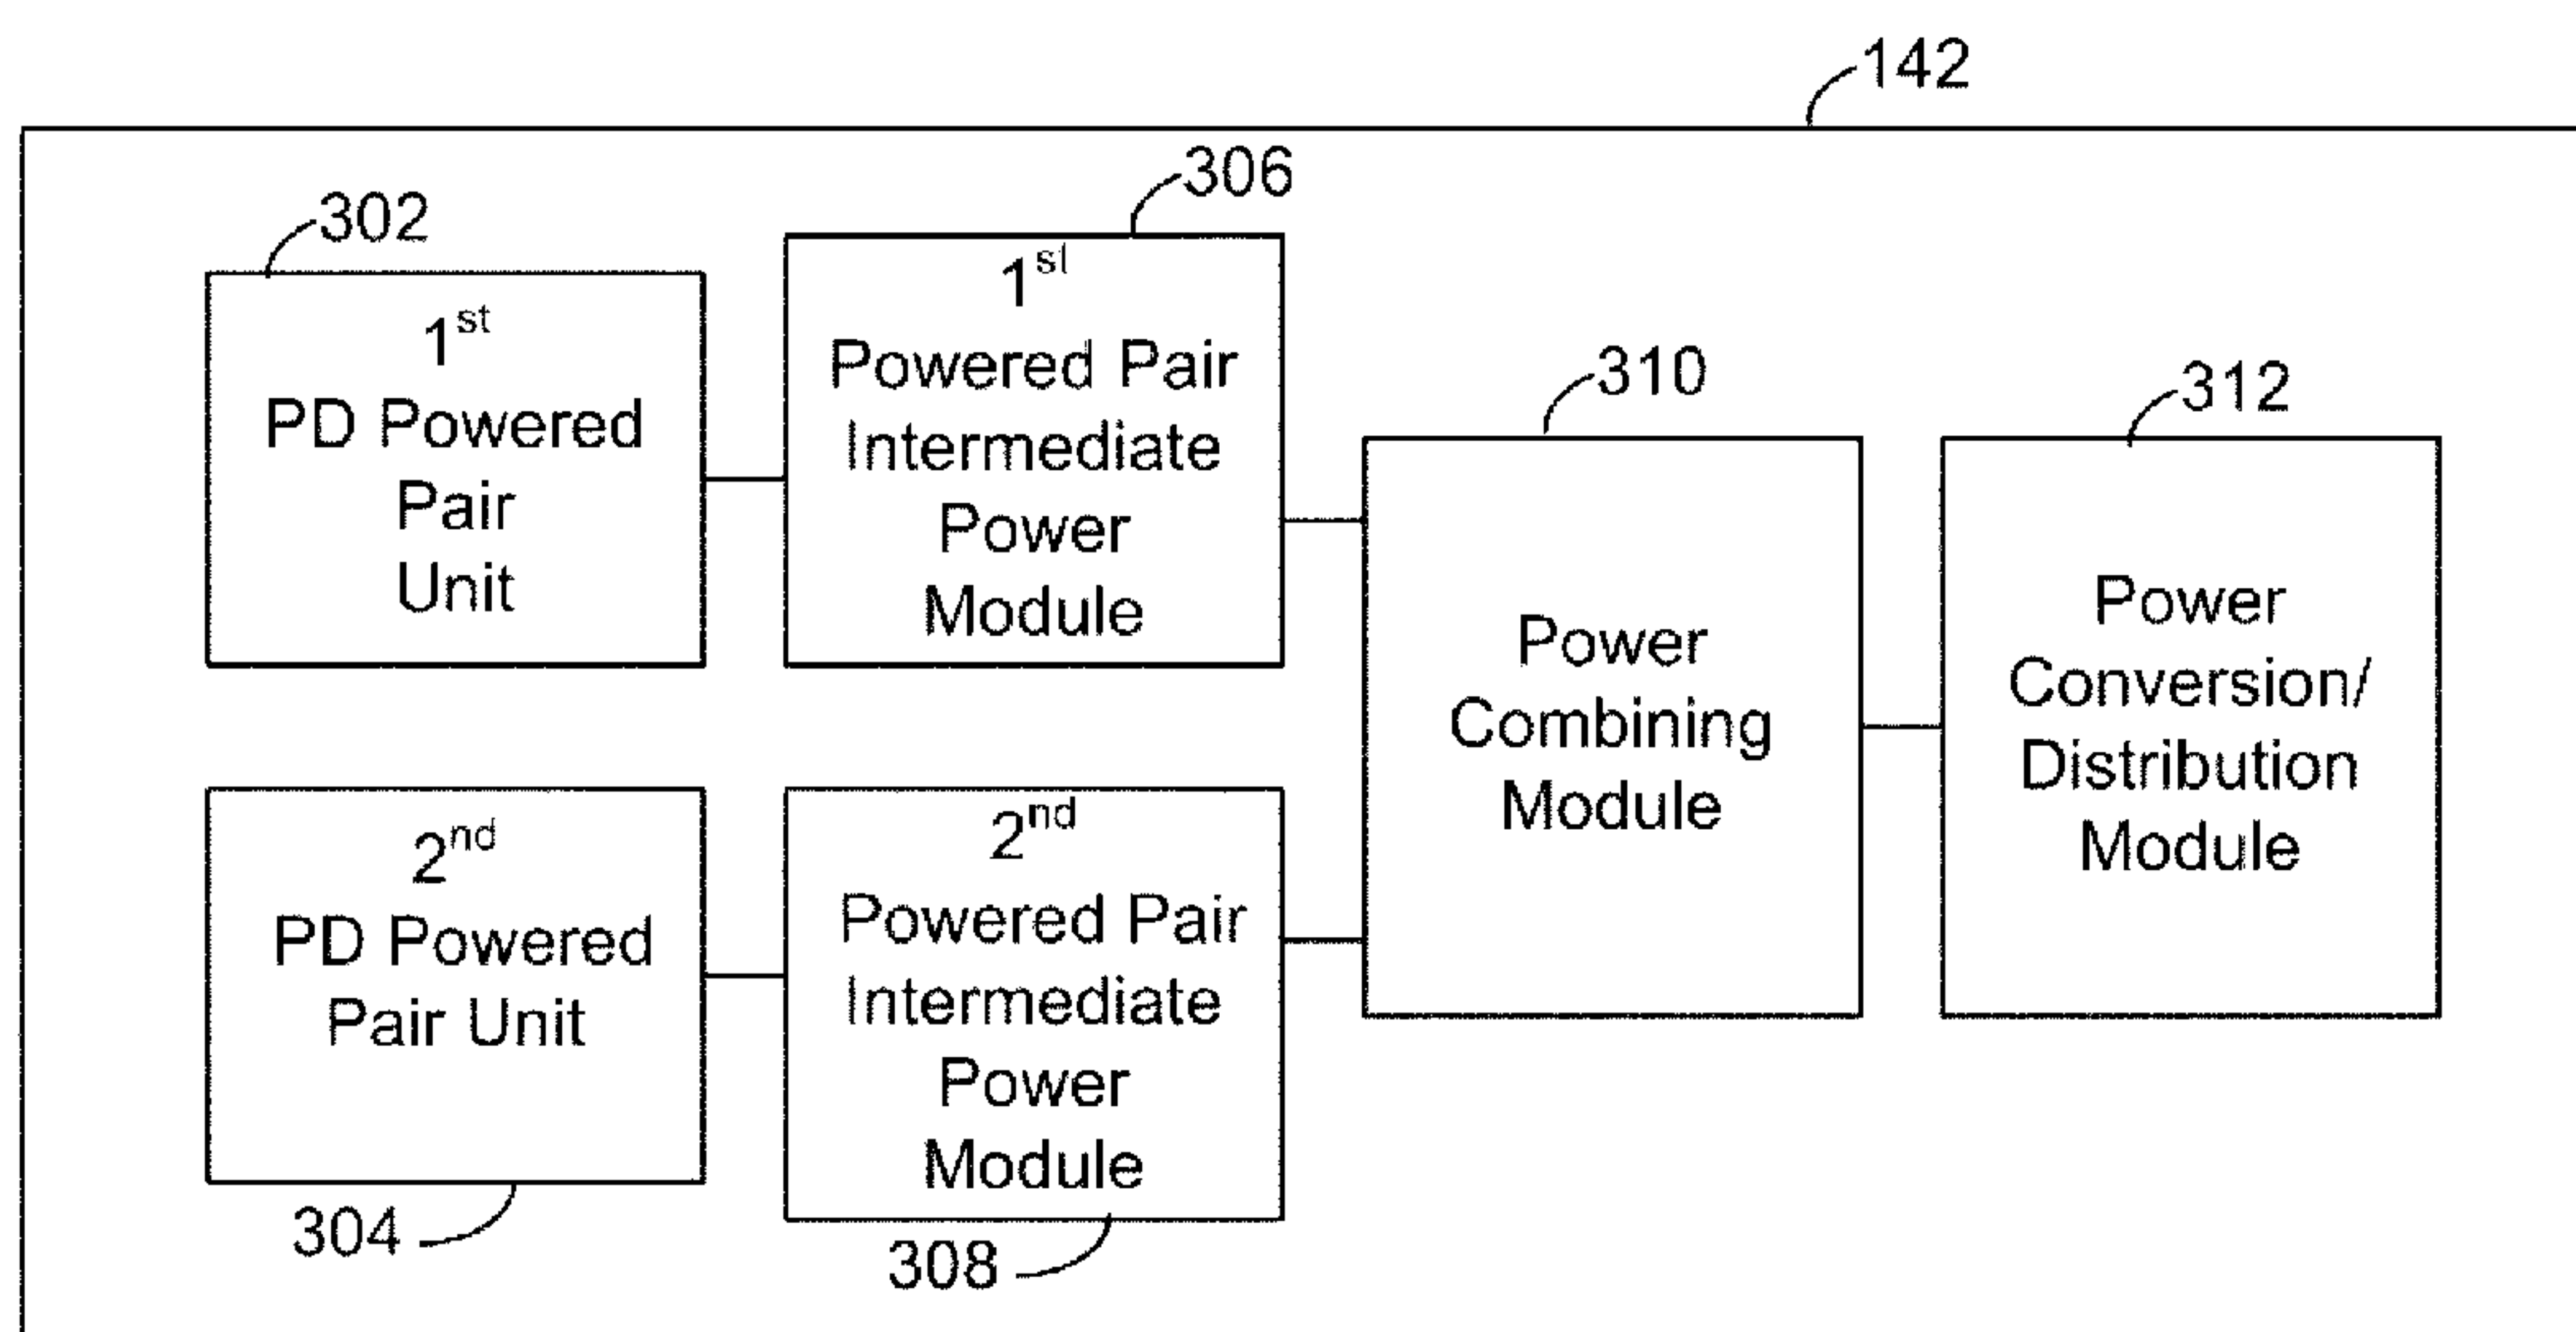 142
302
1st
PD Powered
Pair
Unit
306
1st
Powered Pair
Intermediate
Power
Module
310
Power
Combining
Module
312
Power
Conversion/
Distribution
Module
2nd
PD Powered
Pair Unit
304
2nd
Powered Pair
Intermediate
Power
Module
308